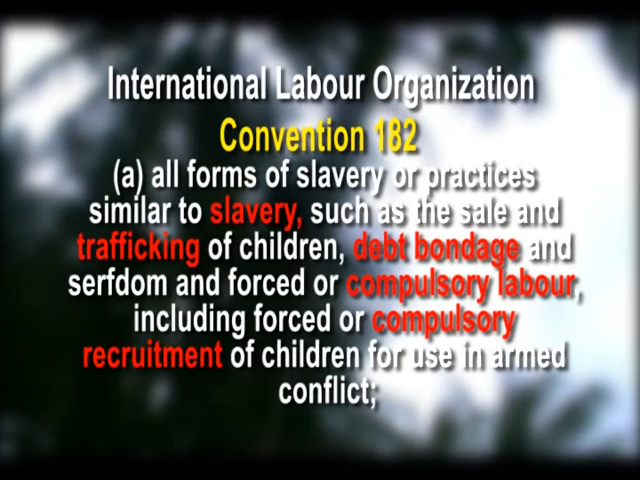 International Labour Organization
Convention 182
(a) all forms of slavery or practices
similar to slavery, such as the sale and
trafficking of children, debt bondage and
serfdom and forced or compulsory labour,
including forced or compulsory
recruitment of children for use in armed
conflict;